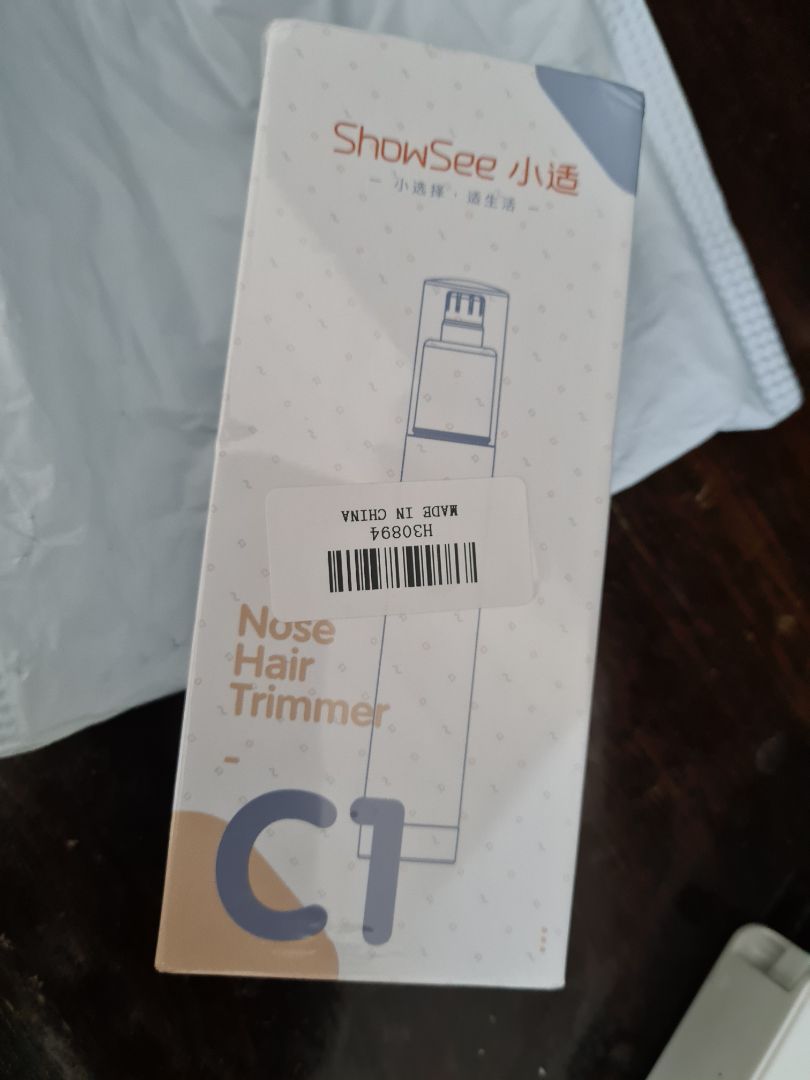 ShowSee 小适
— 小选择 · 适生活 —
MADE IN CHINA
H30894
Nose
Hair
Trimmer
-
C1